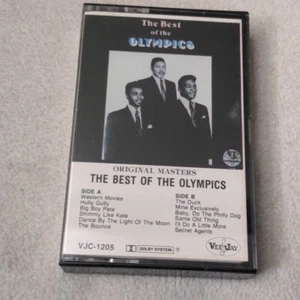 The Best
of the
OLYMPICS
ORIGINAL MASTERS
THE BEST OF THE OLYMPICS
SIDE A
Western Movies
Hully Gully
Big Boy Pete
Shimmy Like Kate
Dance By The Light Of The Moon
The Bounce
SIDE B
The Duck
Mine Exclusively
Baby, Do The Philly Dog
Same Old Thing
I'll Do A Little More
Secret Agents
VJC-1205
DOLBY SYSTEM
VEE JAY